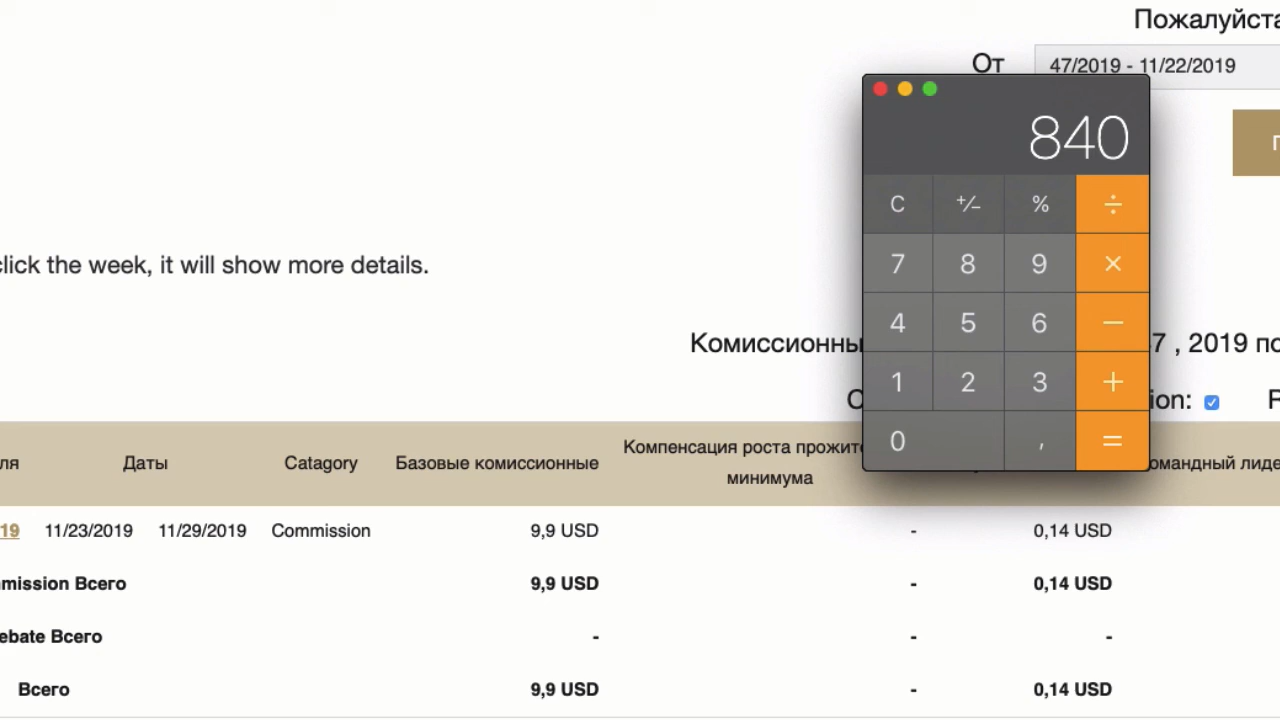 Пожалуйста
От 47/2019 - 11/22/2019
840
C +/- % ÷
7 8 9 ×
click the week, it will show more details.
4 5 6 −
Комиссионны 7 , 2019 по
1 2 3 +
ion:
0 , =
ля Даты Catagory Базовые комиссионные Компенсация роста прожите
минимума
омандный лиде
19 11/23/2019 11/29/2019 Commission 9,9 USD - 0,14 USD
mission Всего 9,9 USD - 0,14 USD
ebate Всего - - -
Всего 9,9 USD - 0,14 USD